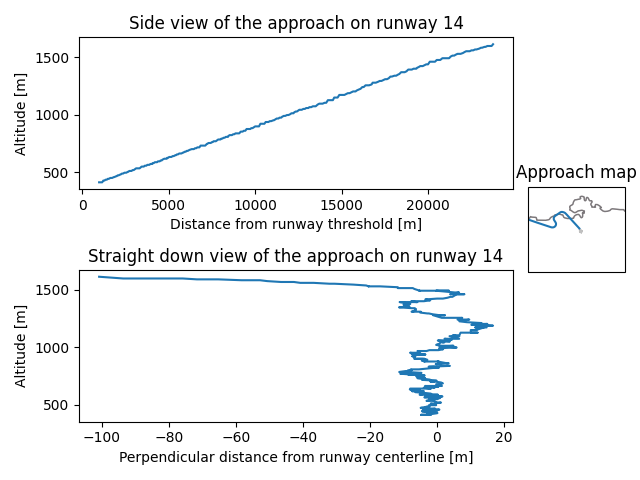 Side view of the approach on runway 14
1500
1000
500
Altitude [m]
0 5000 10000 15000 20000
Distance from runway threshold [m]
Approach map
Straight down view of the approach on runway 14
1500
1000
500
Altitude [m]
−100 −80 −60 −40 −20 0 20
Perpendicular distance from runway centerline [m]